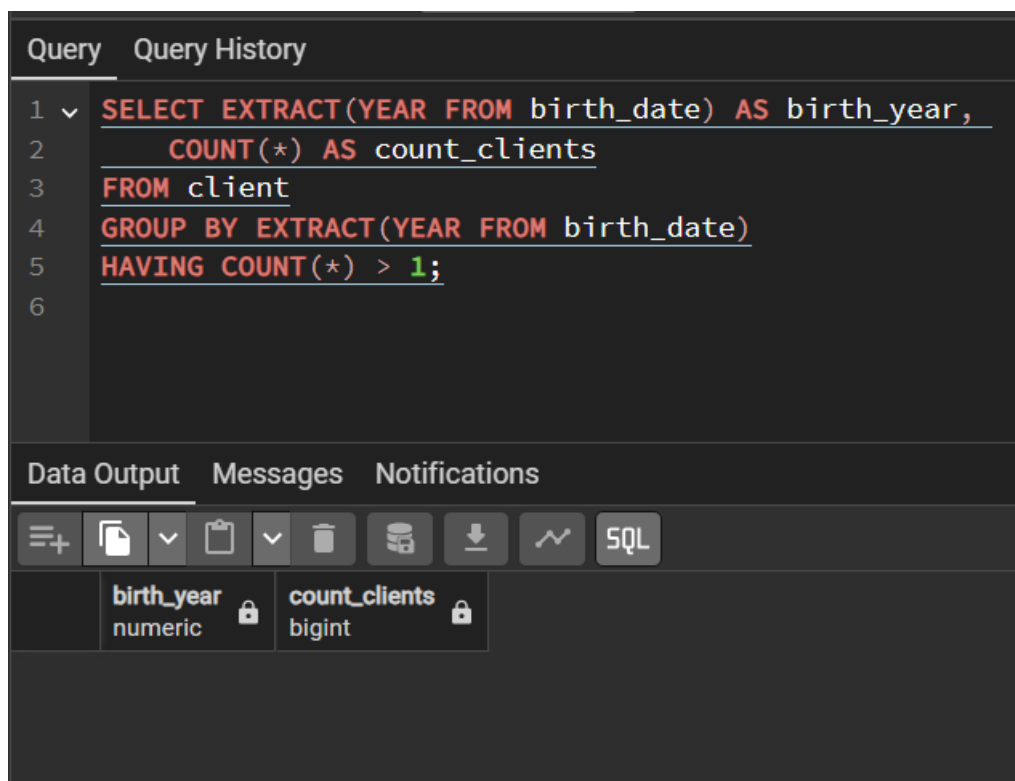 Query Query History
1 SELECT EXTRACT(YEAR FROM birth_date) AS birth_year,
2 COUNT(*) AS count_clients
3 FROM client
4 GROUP BY EXTRACT(YEAR FROM birth_date)
5 HAVING COUNT(*) > 1;
6
Data Output Messages Notifications
SQL
birth_year count_clients
numeric bigint